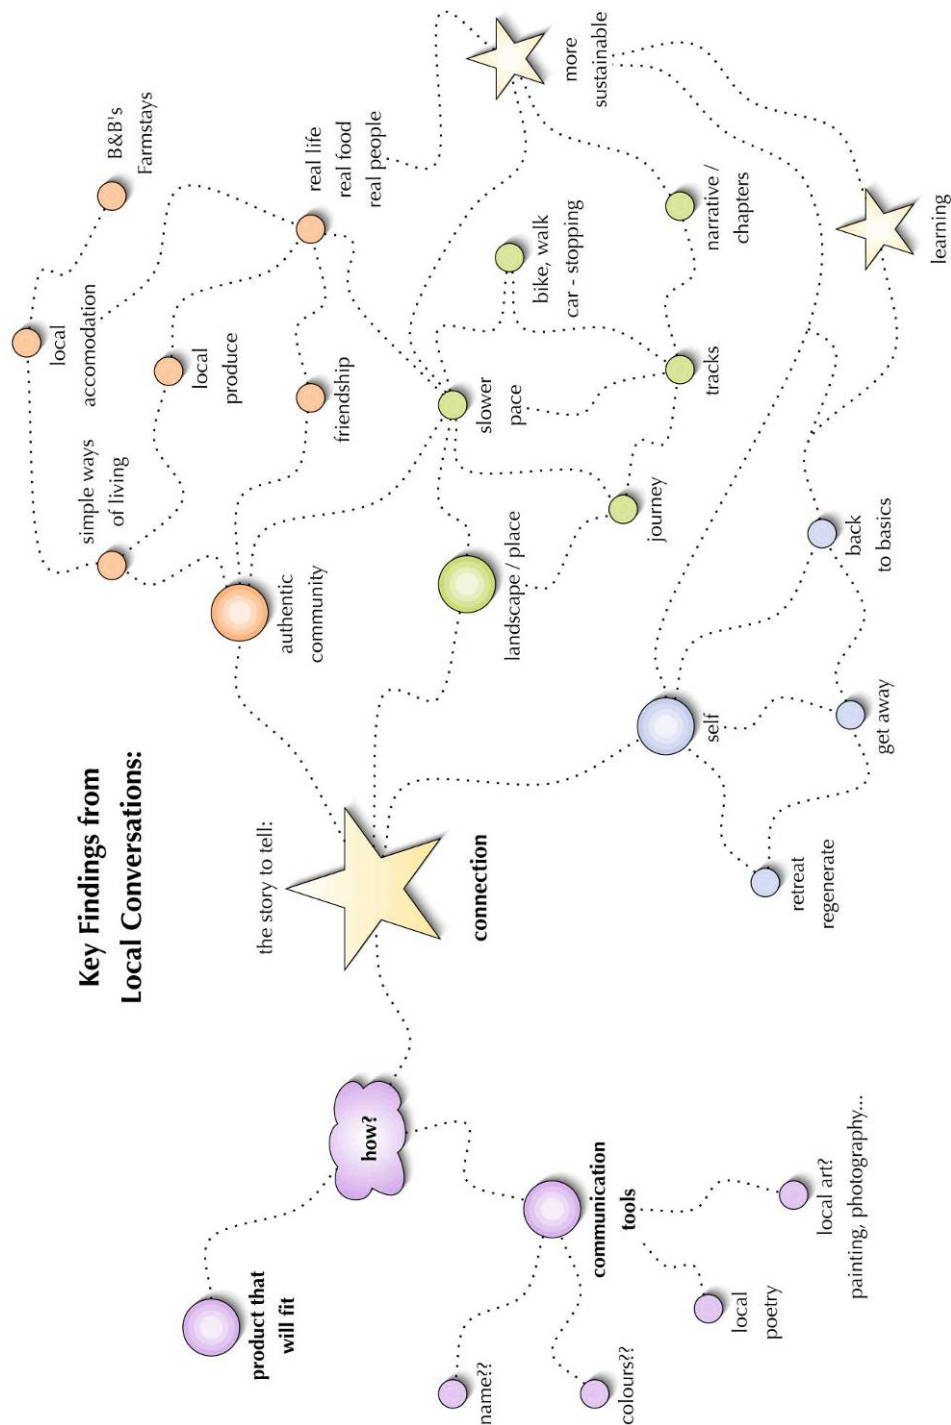 Key Findings from
Local Conversations:
the story to tell:
connection
how?
product that
will fit
communication
tools
name??
colours??
local
poetry
local art?
painting, photography...
authentic
community
simple ways
of living
local
accomodation
B&B's
Farmstays
local
produce
friendship
real life
real food
real people
landscape / place
slower
pace
journey
bike, walk
car - stopping
tracks
narrative /
chapters
more
sustainable
self
retreat
regenerate
get away
back
to basics
learning